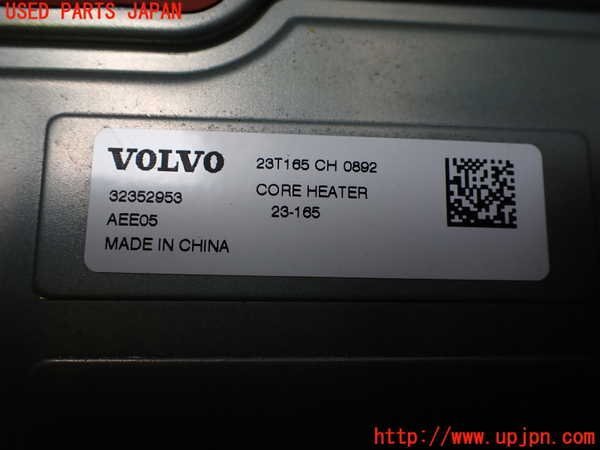 USED PARTS JAPAN
VOLVO 23T165 CH 0892
32352953 CORE HEATER
AEE05 23-165
MADE IN CHINA
http://www.upjpn.com/